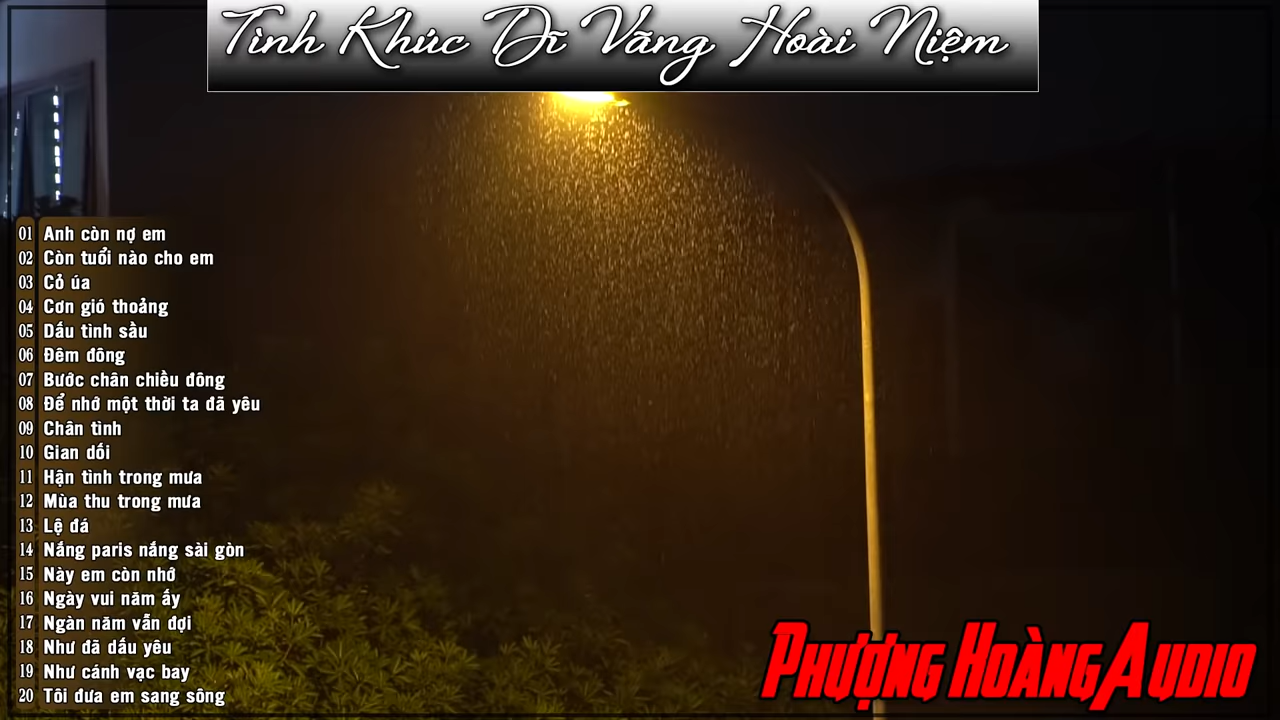 Tình Khúc Dĩ Vãng Hoài Niệm
01 Anh còn nợ em
02 Còn tuổi nào cho em
03 Cỏ úa
04 Cơn gió thoảng
05 Dấu tình sầu
06 Đêm đông
07 Bước chân chiều đông
08 Để nhớ một thời ta đã yêu
09 Chân tình
10 Gian dối
11 Hận tình trong mưa
12 Mùa thu trong mưa
13 Lệ đá
14 Nắng paris nắng sài gòn
15 Này em còn nhớ
16 Ngày vui năm ấy
17 Ngàn năm vẫn đợi
18 Như đã dấu yêu
19 Như cánh vạc bay
20 Tôi đưa em sang sông
Phượng Hoàng Audio